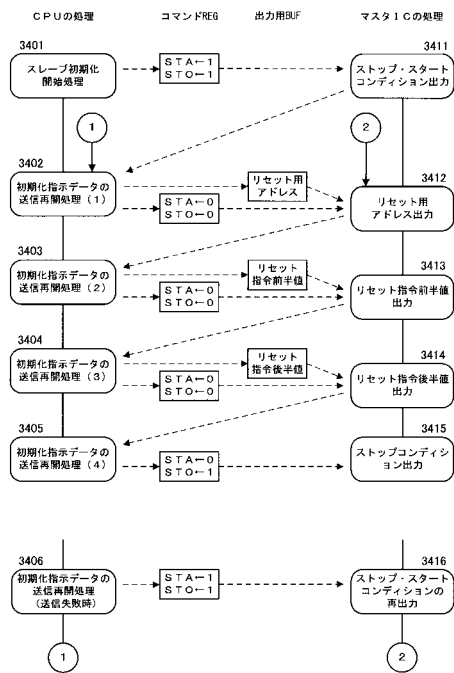 CPUの処理 コマンドREG 出力用BUF マスタICの処理
3401
スレーブ初期化
開始処理
STA←1
STO←1
3411
ストップ・スタート
コンディション出力
1
2
3402
初期化指示データの
送信再開処理(1)
リセット用
アドレス
STA←0
STO←0
3412
リセット用
アドレス出力
3403
初期化指示データの
送信再開処理(2)
リセット
指令前半値
STA←0
STO←0
3413
リセット指令前半値
出力
3404
初期化指示データの
送信再開処理(3)
リセット
指令後半値
STA←0
STO←0
3414
リセット指令後半値
出力
3405
初期化指示データの
送信再開処理(4)
STA←0
STO←1
3415
ストップコンディシ
ョン出力
3406
初期化指示データの
送信再開処理
(送信失敗時)
STA←1
STO←1
3416
ストップ・スタート
コンディションの
再出力
1
2